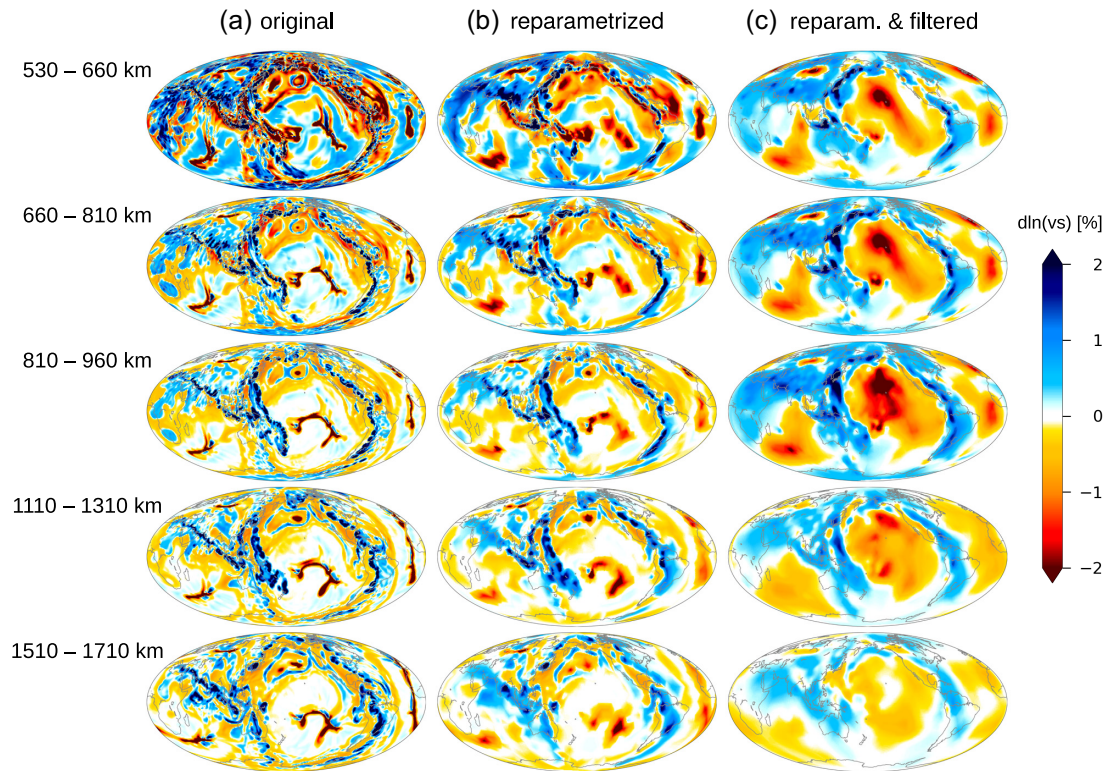 (a) original
(b) reparametrized
(c) reparam. & filtered
530 – 660 km
660 – 810 km
810 – 960 km
1110 – 1310 km
1510 – 1710 km
dln(vs) [%]
2
1
0
−1
−2